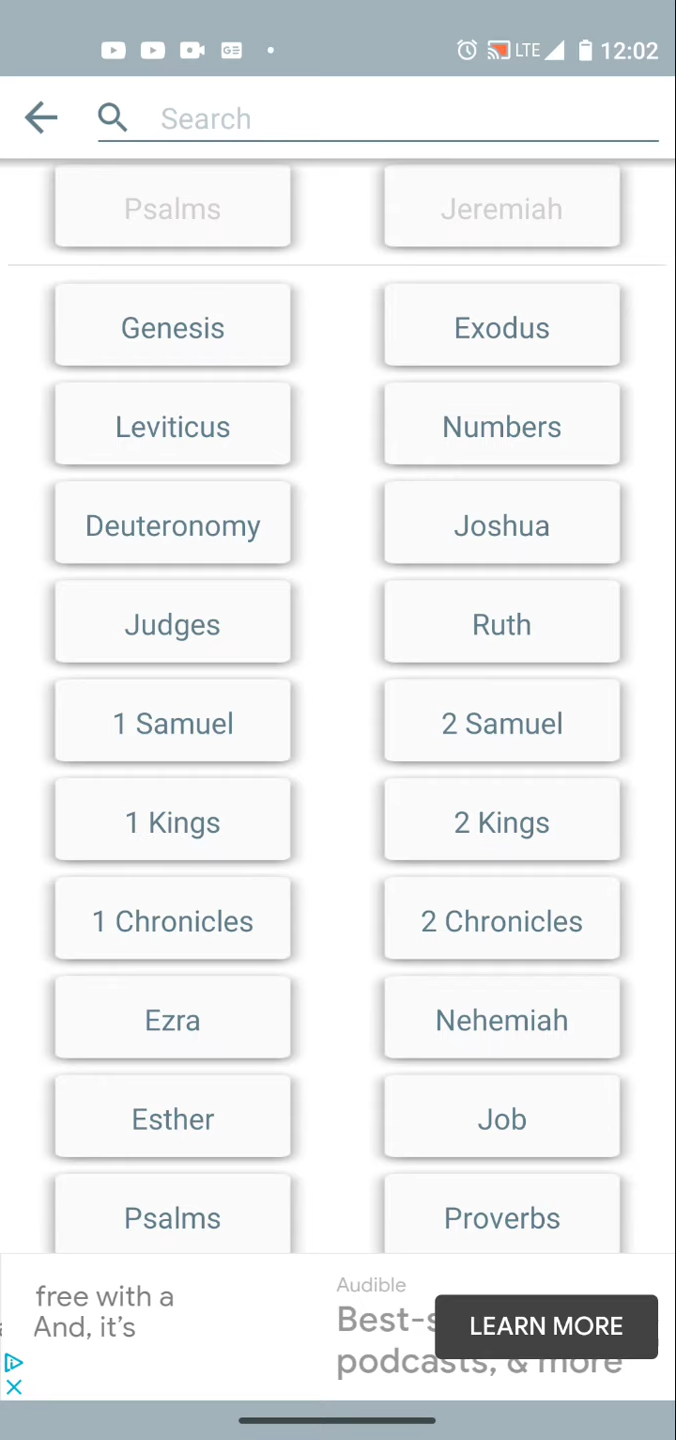 LTE 12:02
Search
Psalms Jeremiah
Genesis Exodus
Leviticus Numbers
Deuteronomy Joshua
Judges Ruth
1 Samuel 2 Samuel
1 Kings 2 Kings
1 Chronicles 2 Chronicles
Ezra Nehemiah
Esther Job
Psalms Proverbs
free with a
And, it's
Audible
Best-s
podcasts, & more
LEARN MORE